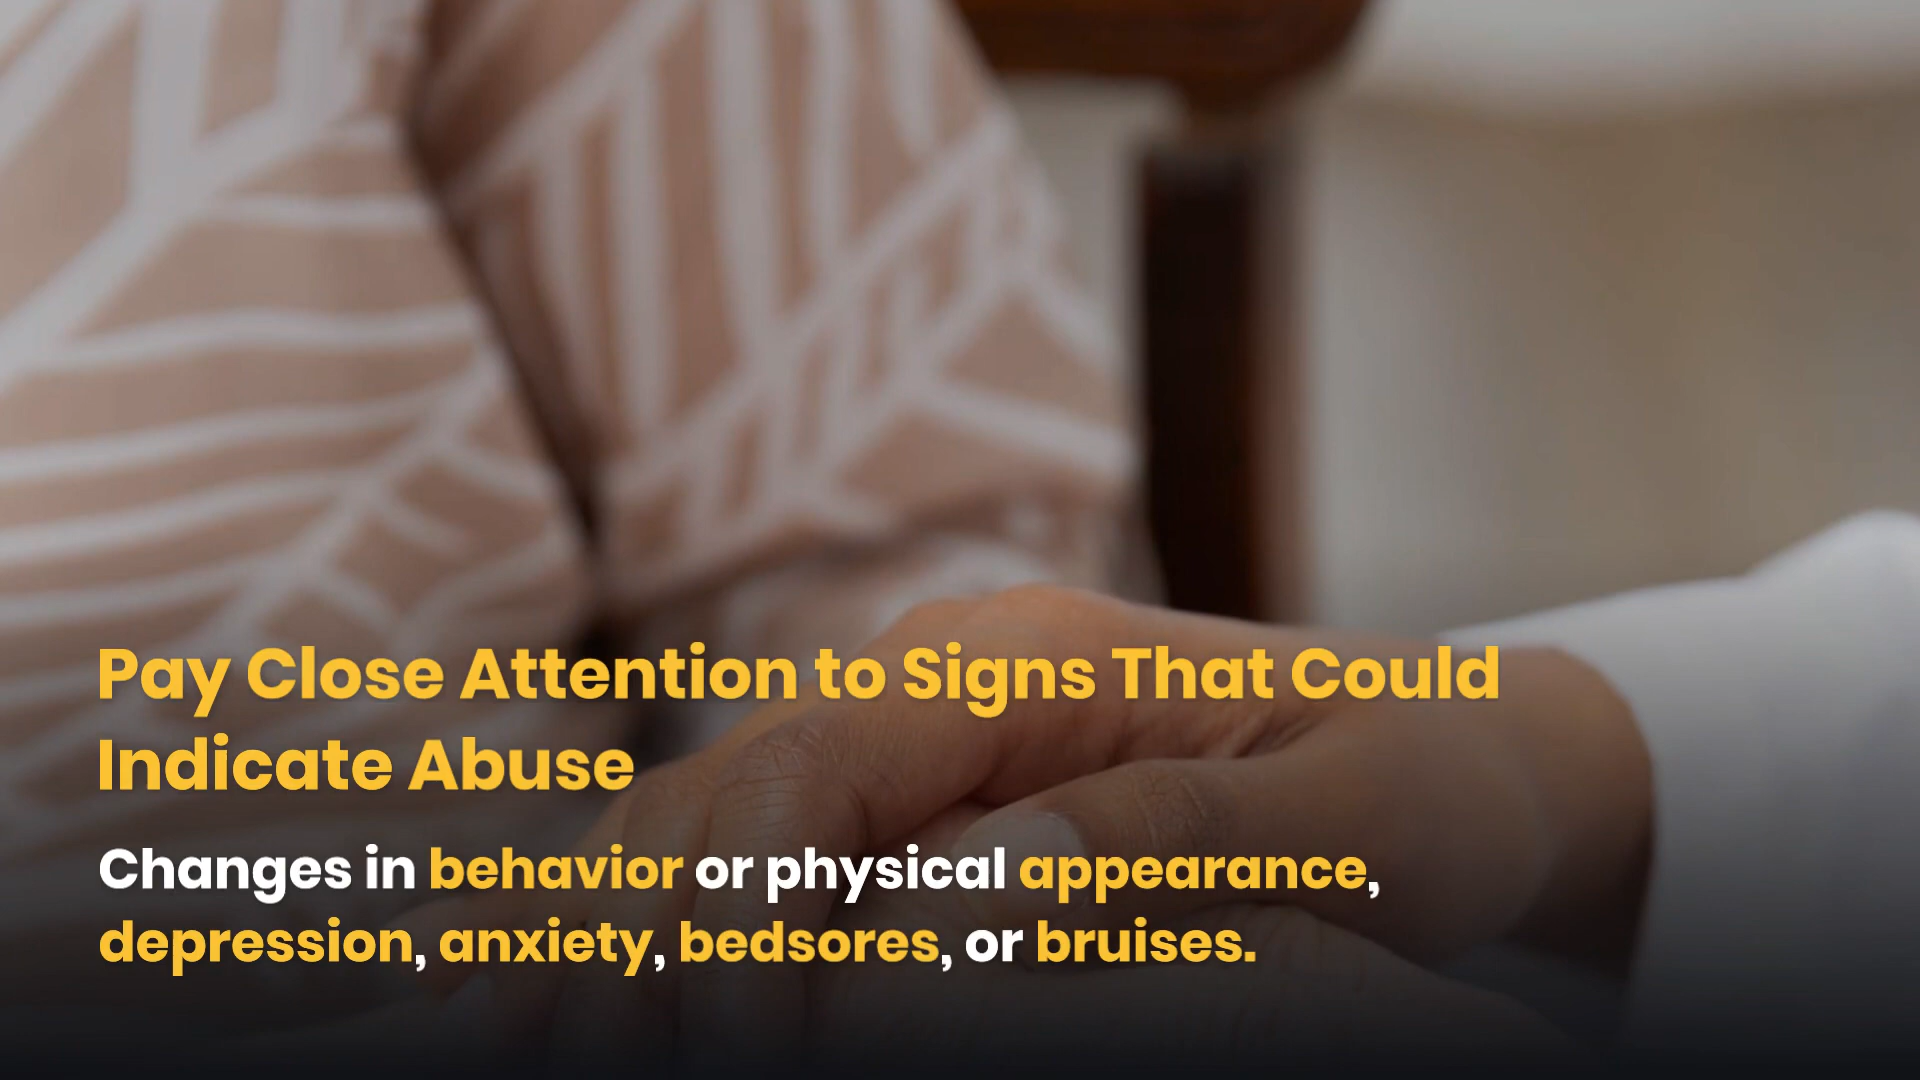 Pay Close Attention to Signs That Could
Indicate Abuse
Changes in behavior or physical appearance,
depression, anxiety, bedsores, or bruises.